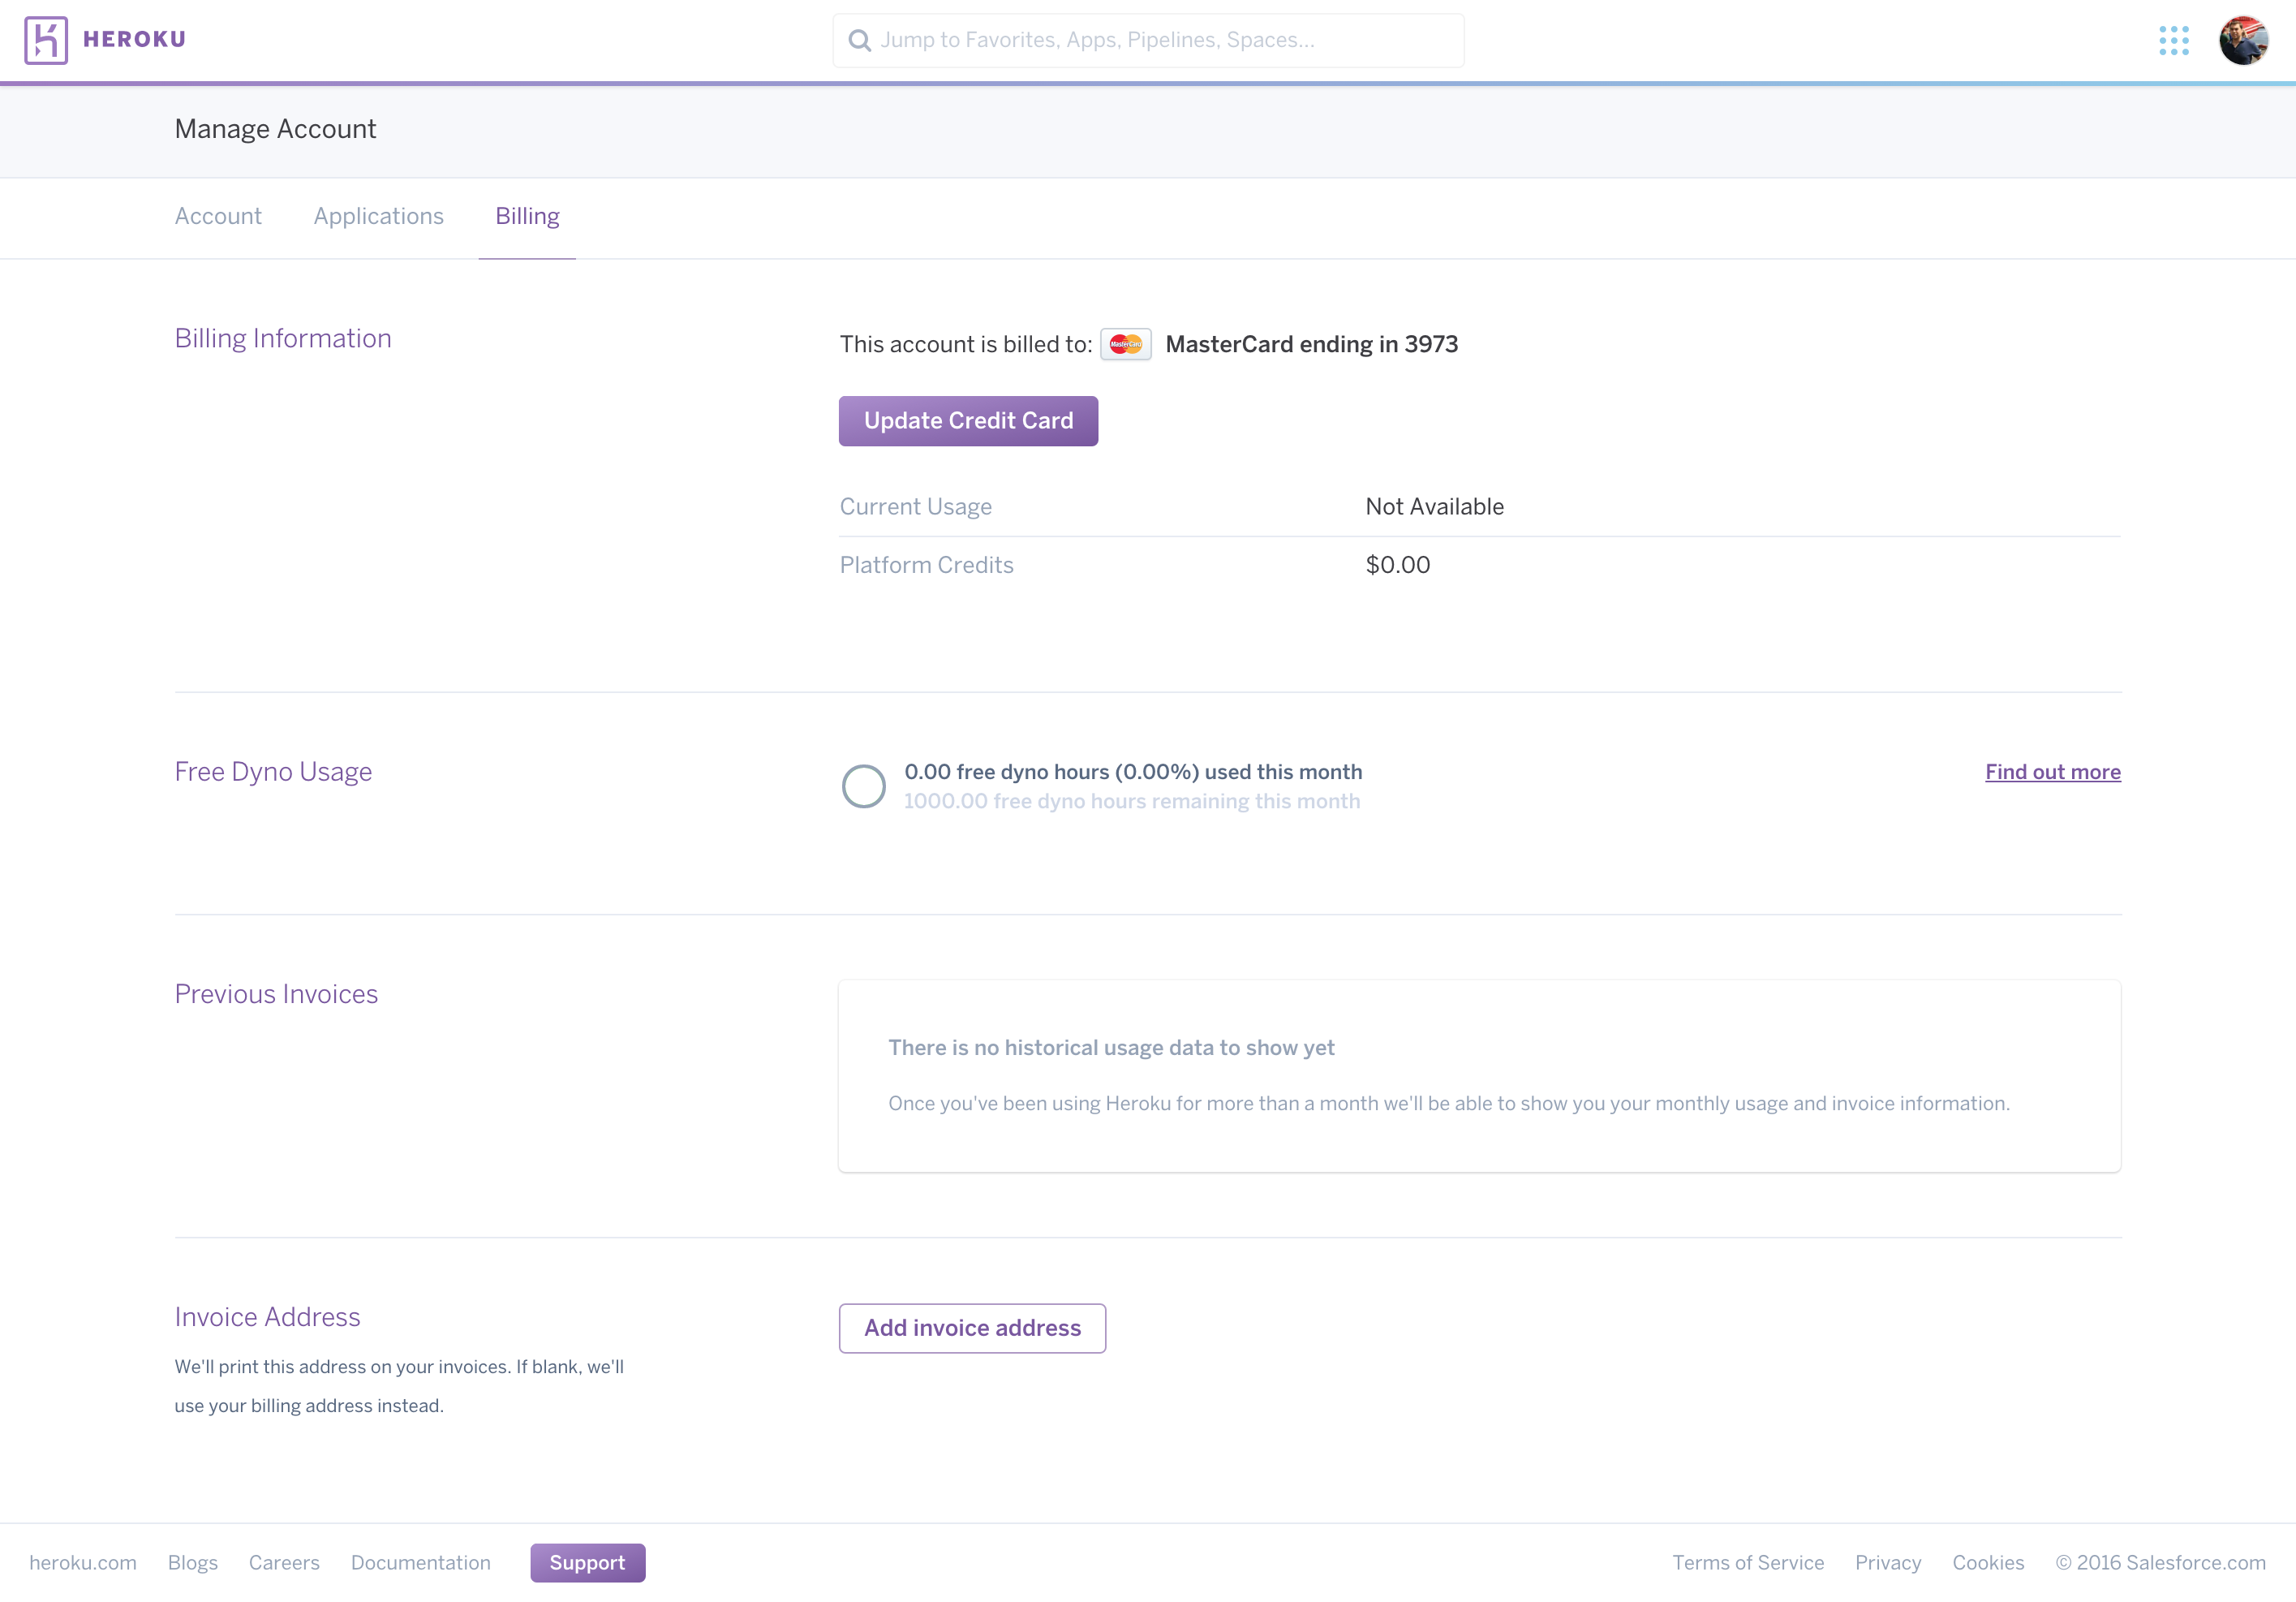 HEROKU
Jump to Favorites, Apps, Pipelines, Spaces...
Manage Account
Account Applications Billing
Billing Information
This account is billed to: MasterCard MasterCard ending in 3973
Update Credit Card
Current Usage Not Available
Platform Credits $0.00
Free Dyno Usage
0.00 free dyno hours (0.00%) used this month
1000.00 free dyno hours remaining this month
Find out more
Previous Invoices
There is no historical usage data to show yet
Once you've been using Heroku for more than a month we'll be able to show you your monthly usage and invoice information.
Invoice Address
We'll print this address on your invoices. If blank, we'll
use your billing address instead.
Add invoice address
heroku.com Blogs Careers Documentation Support
Terms of Service Privacy Cookies © 2016 Salesforce.com